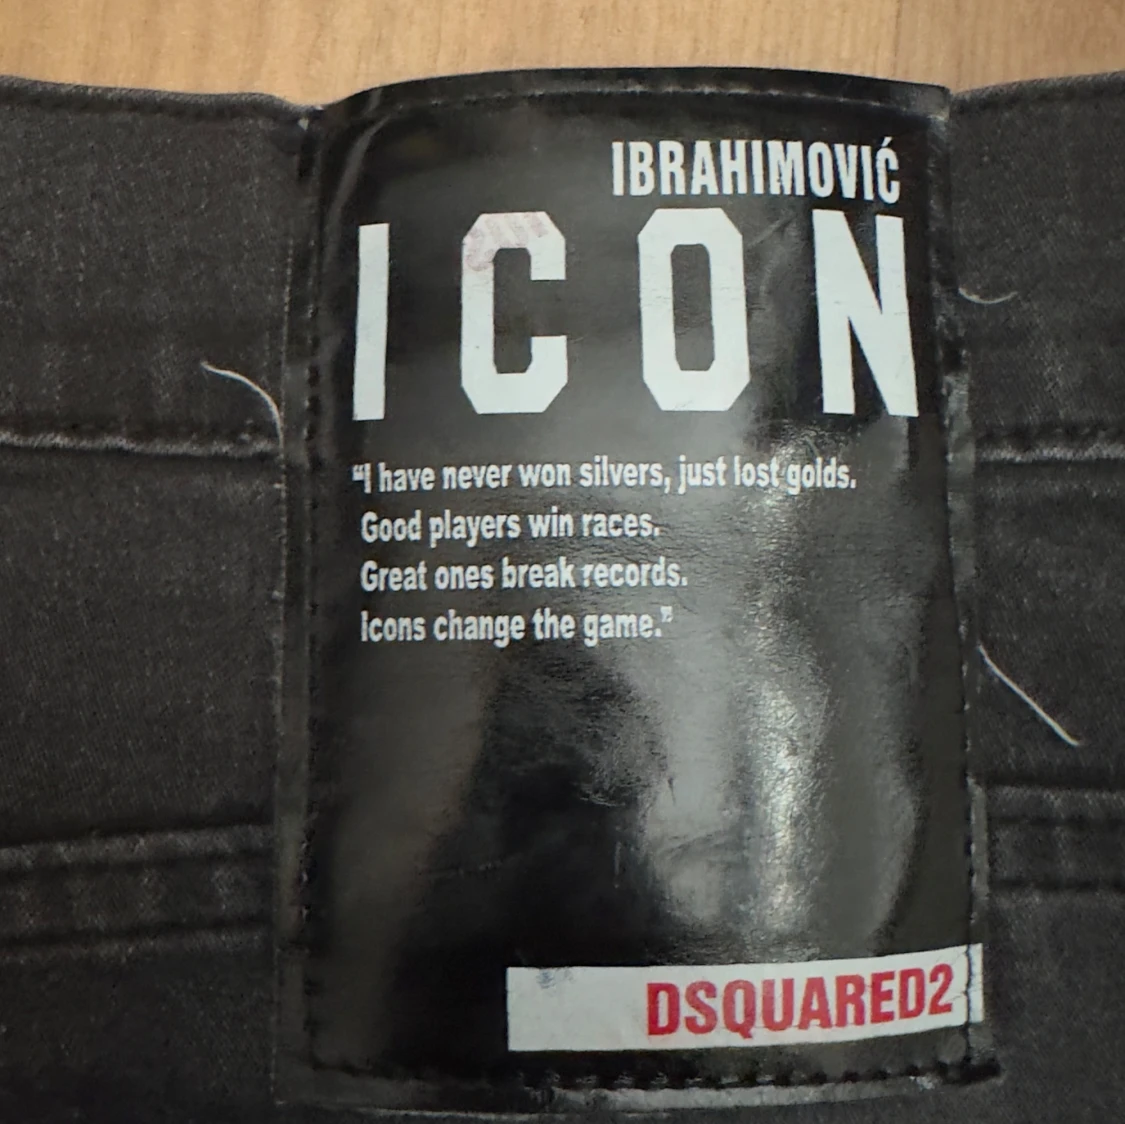 IBRAHIMOVIĆ
ICON
“I have never won silvers, just lost golds.
Good players win races.
Great ones break records.
Icons change the game.”
DSQUARED2